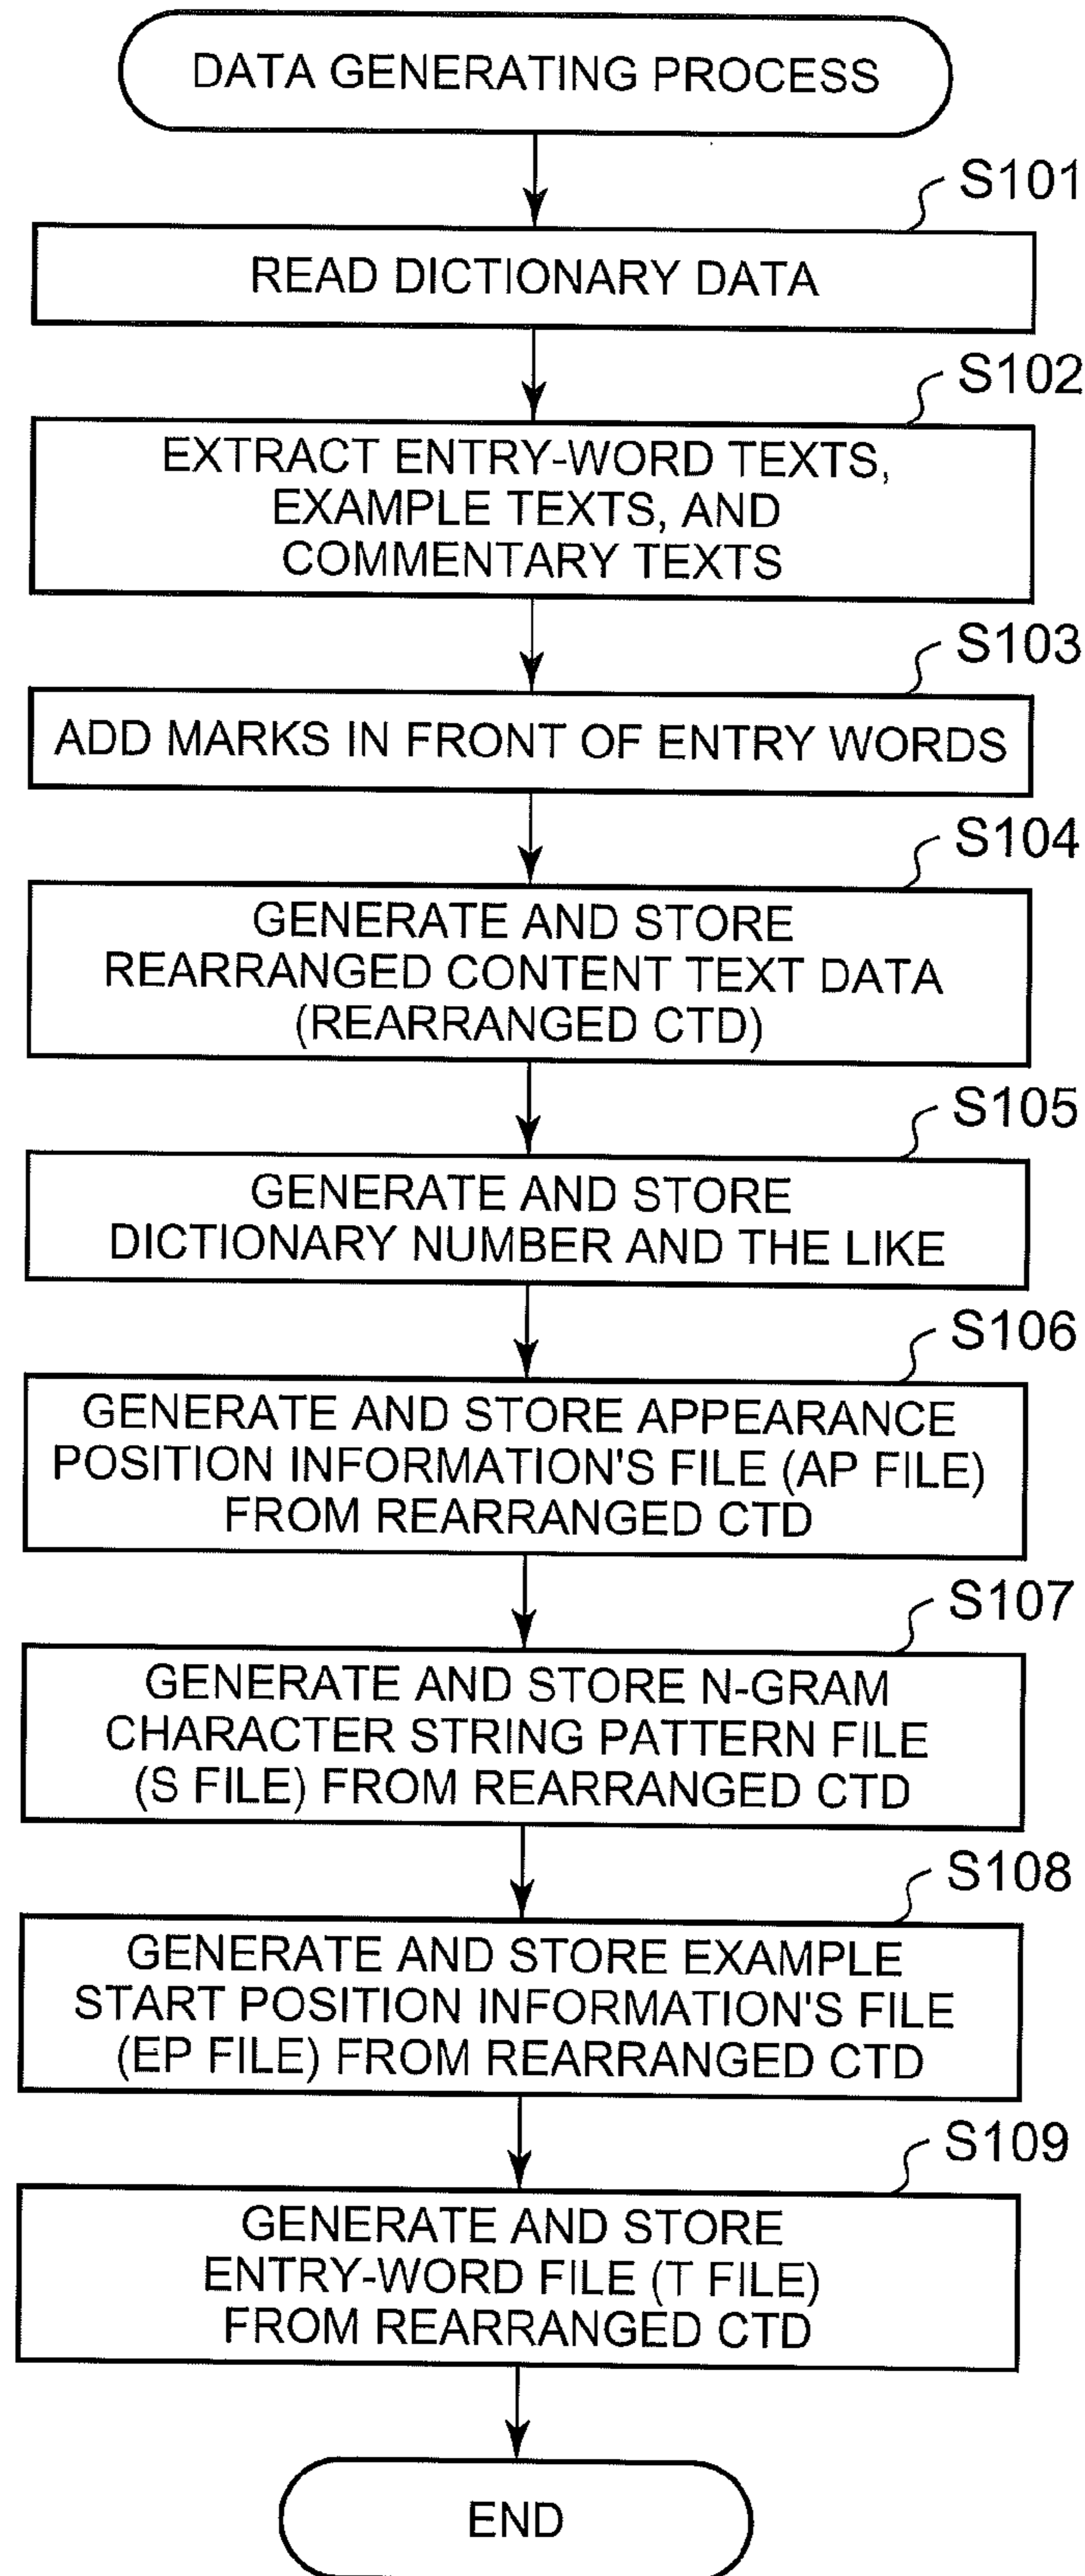 DATA GENERATING PROCESS
S101
READ DICTIONARY DATA
S102
EXTRACT ENTRY-WORD TEXTS,
EXAMPLE TEXTS, AND
COMMENTARY TEXTS
S103
ADD MARKS IN FRONT OF ENTRY WORDS
S104
GENERATE AND STORE
REARRANGED CONTENT TEXT DATA
(REARRANGED CTD)
S105
GENERATE AND STORE
DICTIONARY NUMBER AND THE LIKE
S106
GENERATE AND STORE APPEARANCE
POSITION INFORMATION'S FILE (AP FILE)
FROM REARRANGED CTD
S107
GENERATE AND STORE N-GRAM
CHARACTER STRING PATTERN FILE
(S FILE) FROM REARRANGED CTD
S108
GENERATE AND STORE EXAMPLE
START POSITION INFORMATION'S FILE
(EP FILE) FROM REARRANGED CTD
S109
GENERATE AND STORE
ENTRY-WORD FILE (T FILE)
FROM REARRANGED CTD
END